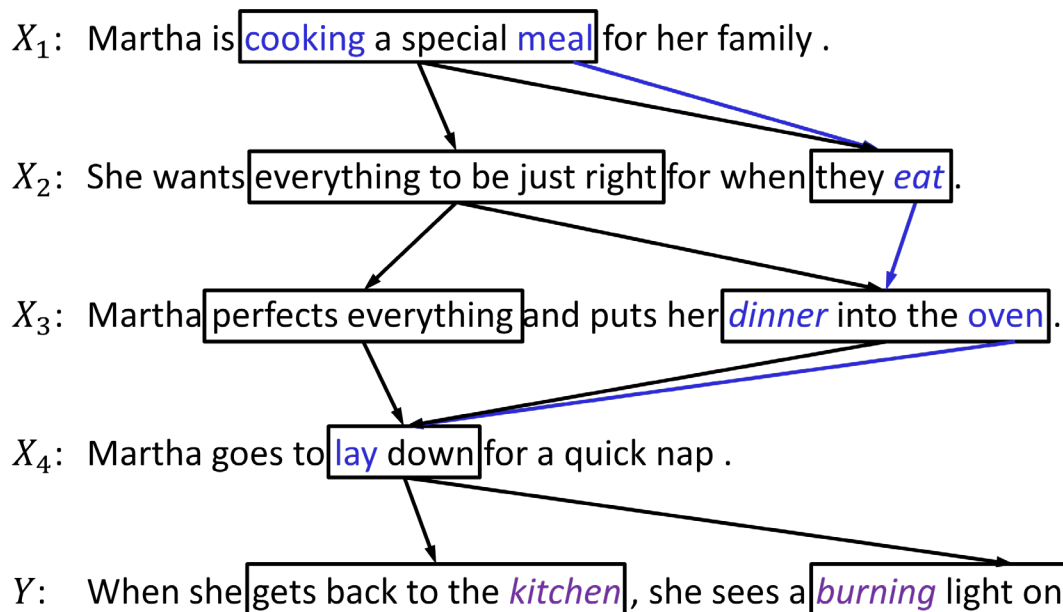 X₁: Martha is cooking a special meal for her family .
X₂: She wants everything to be just right for when they eat .
X₃: Martha perfects everything and puts her dinner into the oven .
X₄: Martha goes to lay down for a quick nap .
Y: When she gets back to the kitchen , she sees a burning light on